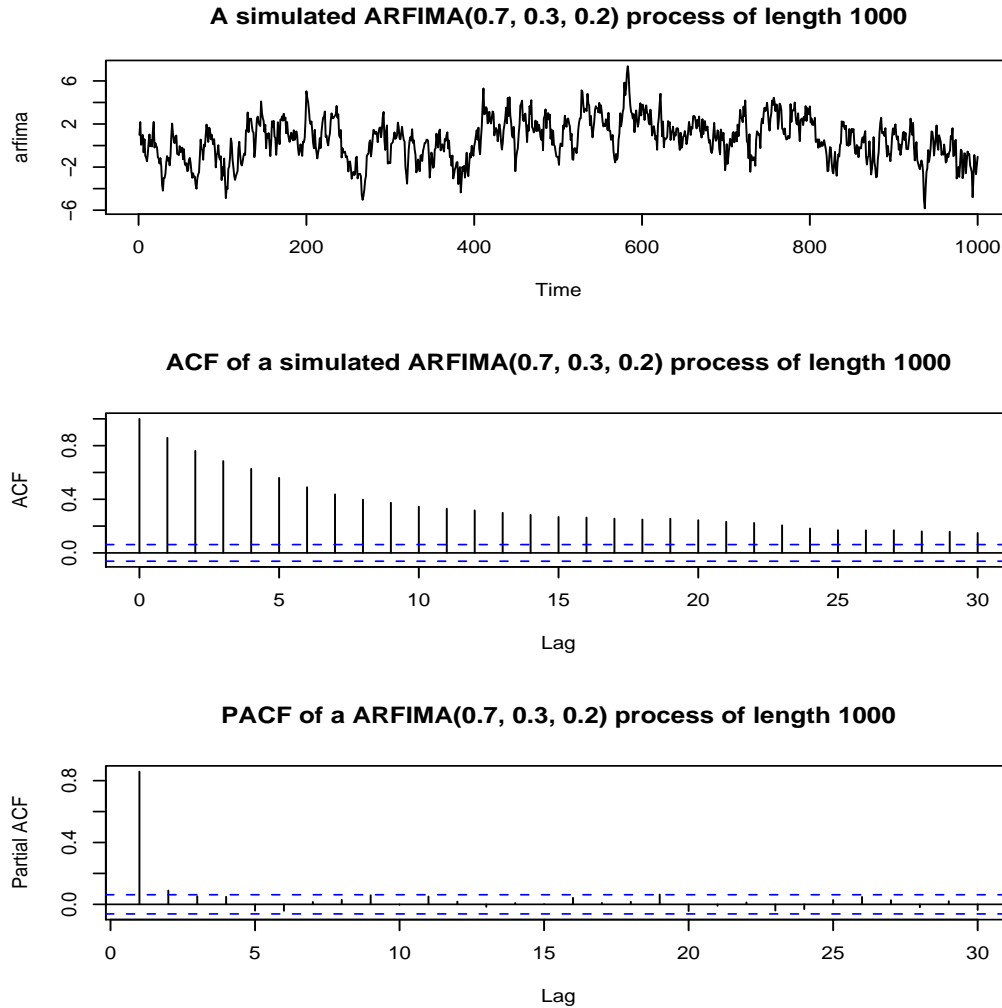 A simulated ARFIMA(0.7, 0.3, 0.2) process of length 1000
arfima
6
2
−2
−6
0 200 400 600 800 1000
Time
ACF of a simulated ARFIMA(0.7, 0.3, 0.2) process of length 1000
ACF
0.8
0.4
0.0
0 5 10 15 20 25 30
Lag
PACF of a ARFIMA(0.7, 0.3, 0.2) process of length 1000
Partial ACF
0.8
0.4
0.0
0 5 10 15 20 25 30
Lag